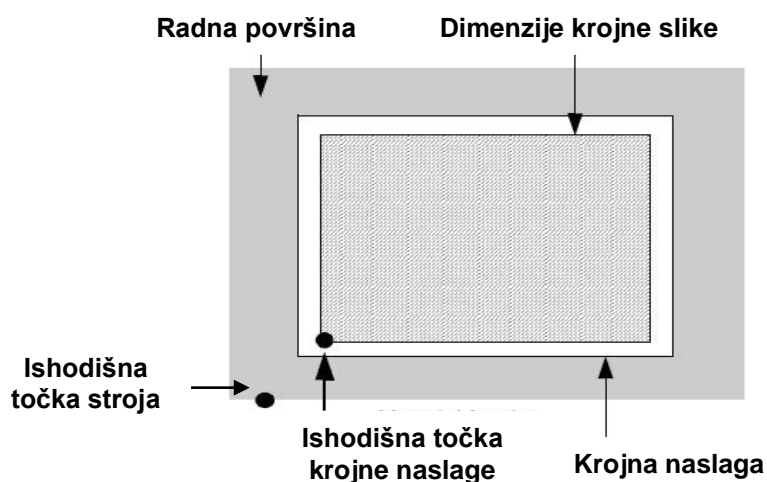 Radna površina
Dimenzije krojne slike
Ishodišna
točka stroja
Ishodišna točka
krojne naslage
Krojna naslaga